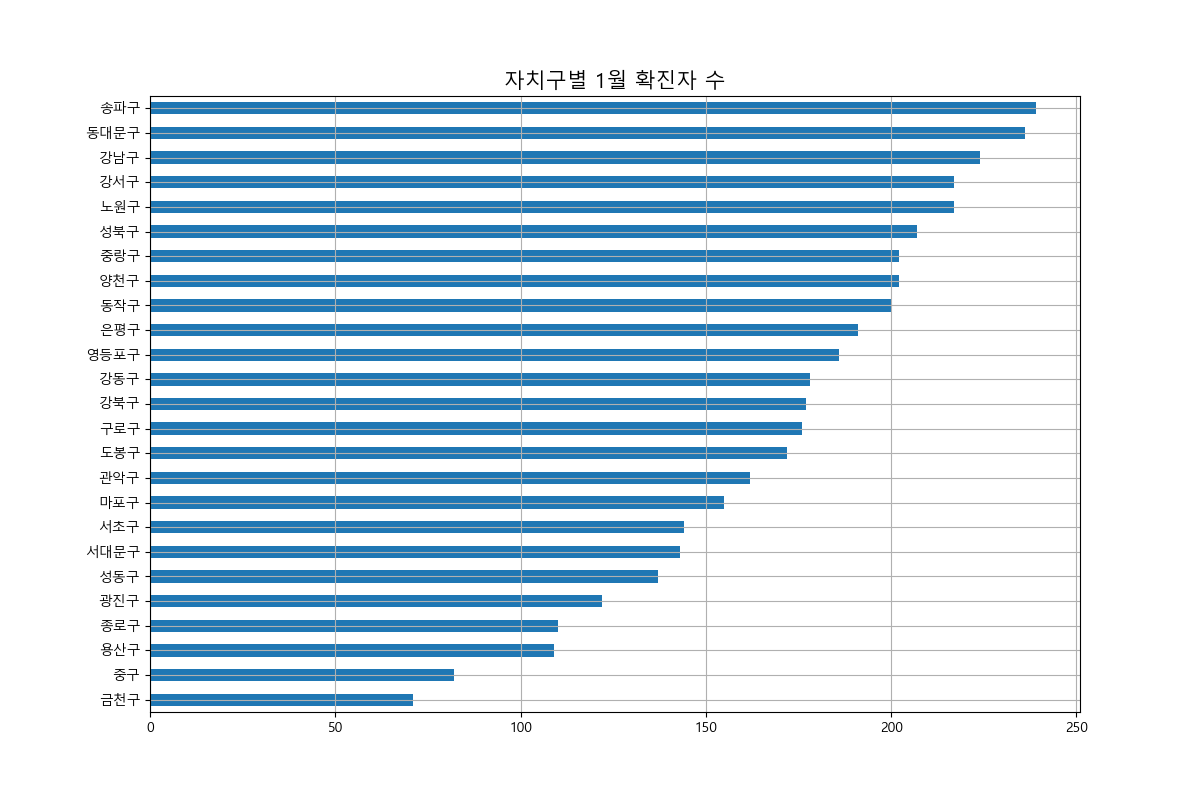 자치구별 1월 확진자 수
송파구
동대문구
강남구
강서구
노원구
성북구
중랑구
양천구
동작구
은평구
영등포구
강동구
강북구
구로구
도봉구
관악구
마포구
서초구
서대문구
성동구
광진구
종로구
용산구
중구
금천구
0 50 100 150 200 250